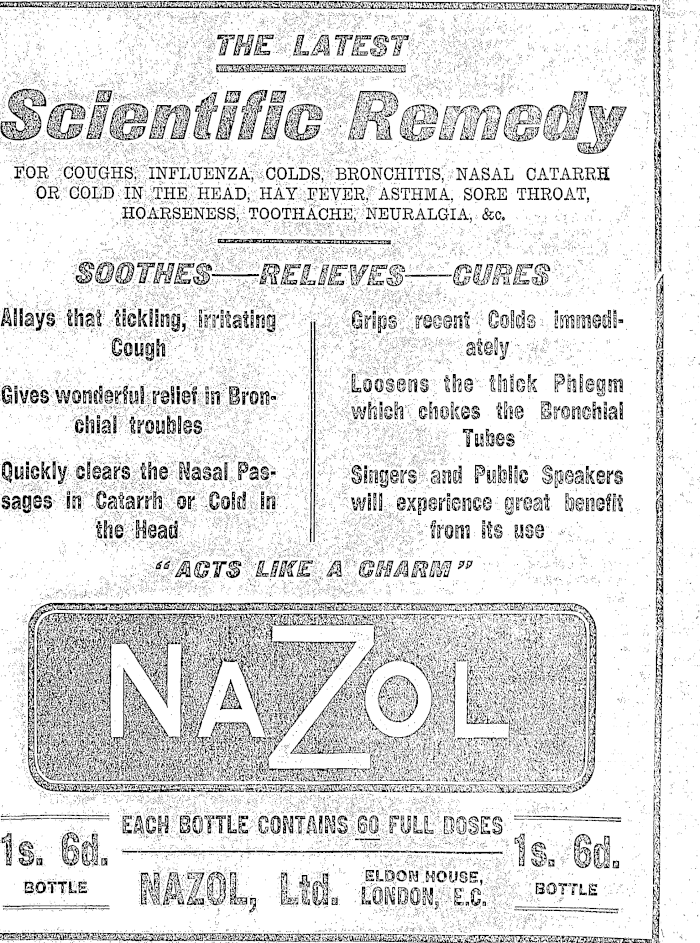 THE LATEST
Scientific Remedy
FOR COUGHS, INFLUENZA, COLDS, BRONCHITIS, NASAL CATARRH
OR COLD IN THE HEAD, HAY FEVER, ASTHMA, SORE THROAT,
HOARSENESS, TOOTHACHE, NEURALGIA, &c.
SOOTHES—RELIEVES—CURES
Allays that tickling, irritating
Cough
Gives wonderful relief in Bron-
chial troubles
Quickly clears the Nasal Pas-
sages in Catarrh or Cold in
the Head
Grips recent Colds immedi-
ately
Loosens the thick Phlegm
which chokes the Bronchial
Tubes
Singers and Public Speakers
will experience great benefit
from its use
“ACTS LIKE A CHARM”
NAZOL
EACH BOTTLE CONTAINS 60 FULL DOSES
1s. 6d.
BOTTLE
NAZOL, Ltd.
ELDON HOUSE,
LONDON, E.C.
1s. 6d.
BOTTLE